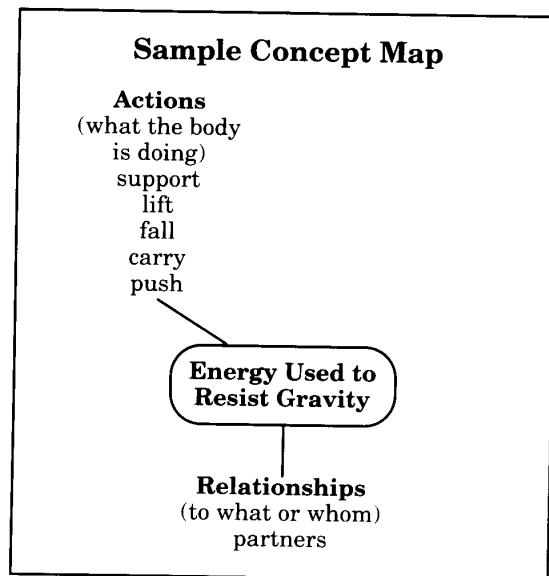 Sample Concept Map
Actions
(what the body
is doing)
support
lift
fall
carry
push
Energy Used to
Resist Gravity
Relationships
(to what or whom)
partners